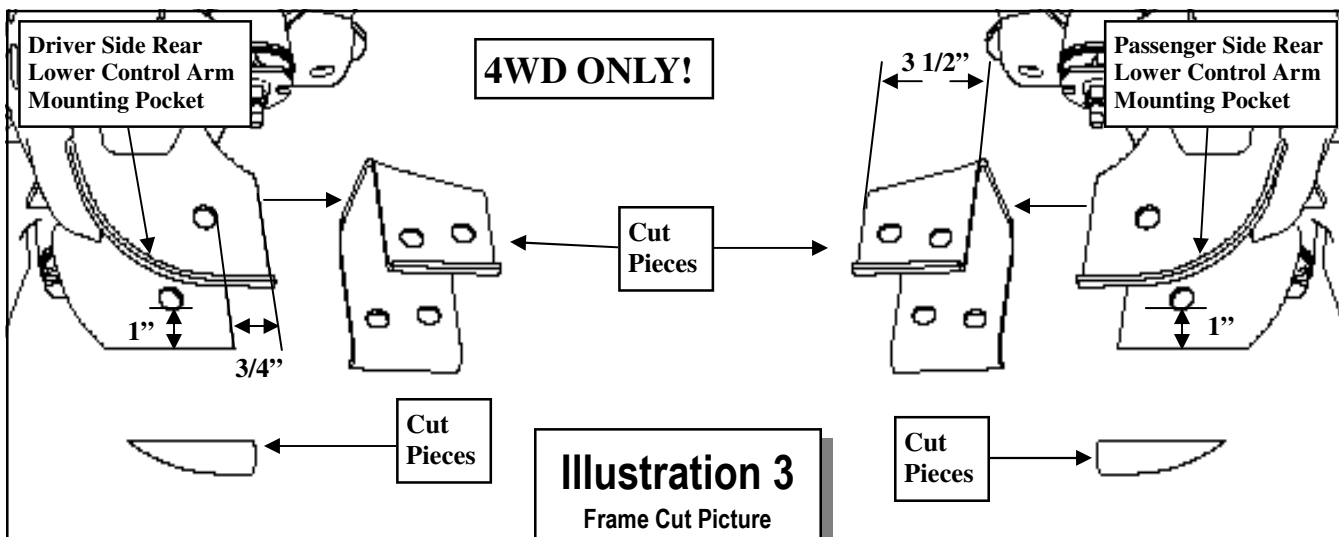 Driver Side Rear
Lower Control Arm
Mounting Pocket
4WD ONLY!
3 1/2”
Passenger Side Rear
Lower Control Arm
Mounting Pocket
Cut
Pieces
1”
3/4”
1”
Cut
Pieces
Cut
Pieces
Illustration 3
Frame Cut Picture